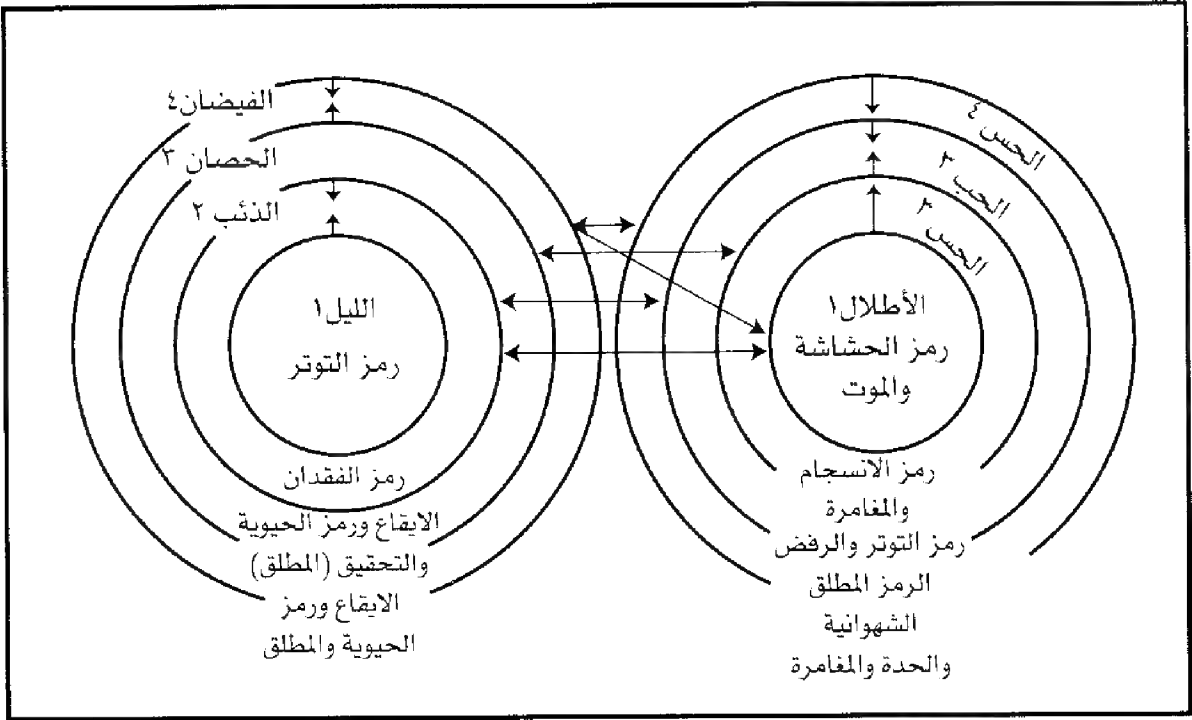 الأطلال١
رمز الحشاشة
والموت
الحس ٢
الحب ٣
الحس ٤
رمز الانسجام
والمغامرة
رمز التوتر والرفض
الرمز المطلق
الشهوانية
والحدة والمغامرة
الليل١
رمز التوتر
الذئب ٢
الحصان ٣
الفيضان٤
رمز الفقدان
الايقاع ورمز الحيوية
والتحقيق (المطلق)
الايقاع ورمز
الحيوية والمطلق